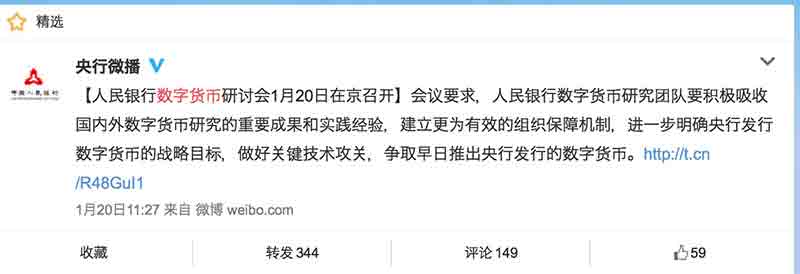 精选
央行微播
【人民银行数字货币研讨会1月20日在京召开】会议要求，人民银行数字货币研究团队要积极吸收
国内外数字货币研究的重要成果和实践经验，建立更为有效的组织保障机制，进一步明确央行发行
数字货币的战略目标，做好关键技术攻关，争取早日推出央行发行的数字货币。http://t.cn
/R48GuI1
1月20日11:27 来自 微博 weibo.com
收藏 转发 344 评论 149 59